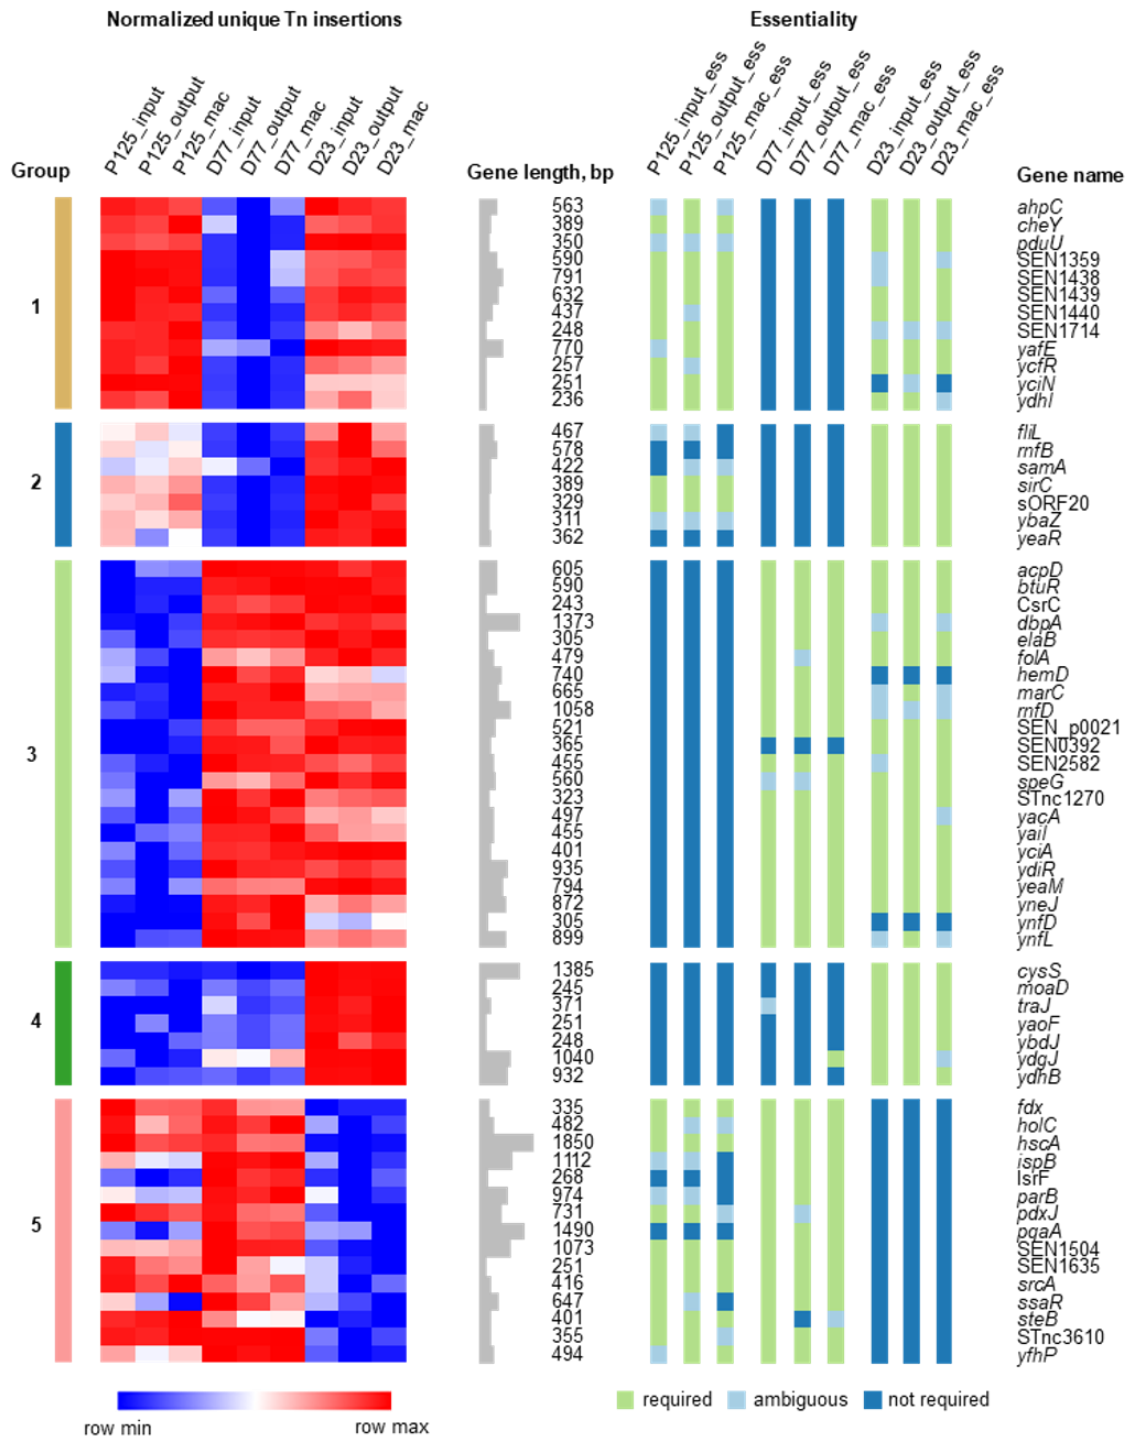 Normalized unique Tn insertions
Essentiality
P125_input
P125_output
P125_mac
D77_input
D77_output
D77_mac
D23_input
D23_output
D23_mac
P125_input_ess
P125_output_ess
P125_mac_ess
D77_input_ess
D77_output_ess
D77_mac_ess
D23_input_ess
D23_output_ess
D23_mac_ess
Group
Gene length, bp
Gene name
1
563 ahpC
389 cheY
350 pduU
590 SEN1359
791 SEN1438
632 SEN1439
437 SEN1440
248 SEN1714
770 yafE
257 ycfR
251 yciN
236 ydhI
2
467 fliL
578 rnfB
422 samA
389 sirC
329 sORF20
311 ybaZ
362 yeaR
3
605 acpD
590 btuR
243 CsrC
1373 dbpA
305 elaB
479 folA
740 hemD
665 marC
1058 rnfD
521 SEN_p0021
365 SEN0392
455 SEN2582
560 speG
323 STnc1270
497 yacA
455 yaiI
401 yciA
935 ydiR
794 yeaM
872 yneJ
305 ynfD
899 ynfL
4
1385 cysS
245 moaD
371 traJ
251 yaoF
248 ybdJ
1040 ydgJ
932 ydhB
5
335 fdx
482 holC
1850 hscA
1112 ispB
268 IsrF
974 parB
731 pdxJ
1490 pqaA
1073 SEN1504
251 SEN1635
416 srcA
647 ssaR
401 steB
355 STnc3610
494 yfhP
row min
row max
required
ambiguous
not required